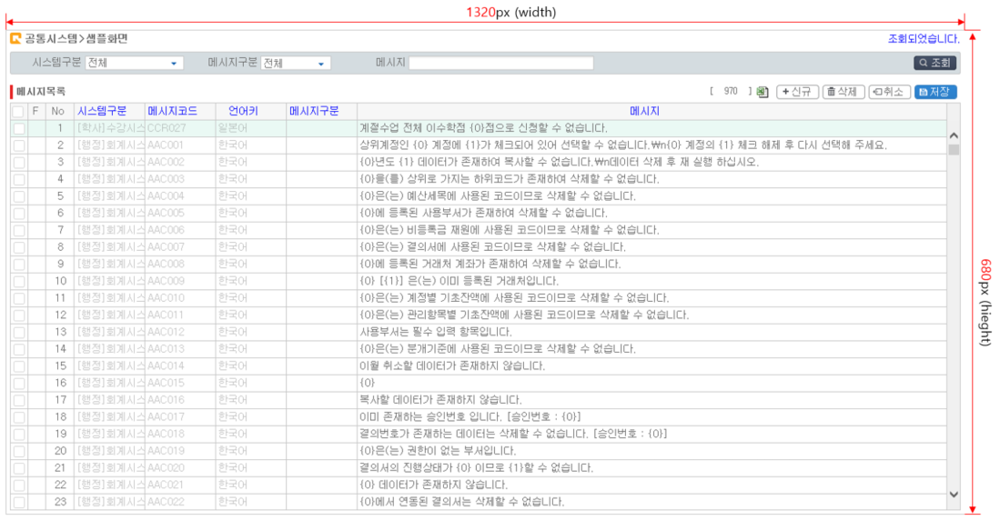 1320px (width)
공통시스템>샘플화면
조회되었습니다.
시스템구분 전체 메시지구분 전체 메시지 조회
메시지목록 [ 970 ] 신규 삭제 취소 저장
F No 시스템구분 메시지코드 언어키 메시지구분 메시지
1 [학사]수강시스 CCR027 일본어 계절수업 전체 이수학점 {0}점으로 신청할 수 없습니다.
2 [행정]회계시스 AAC001 한국어 상위계정인 {0} 계정에 {1}가 체크되어 있어 선택할 수 없습니다.₩n{0} 계정의 {1} 체크 해제 후 다시 선택해 주세요.
3 [행정]회계시스 AAC002 한국어 {0}년도 {1} 데이터가 존재하여 복사할 수 없습니다.₩n데이터 삭제 후 재 실행 하십시오.
4 [행정]회계시스 AAC003 한국어 {0}을(를) 상위로 가지는 하위코드가 존재하여 삭제할 수 없습니다.
5 [행정]회계시스 AAC004 한국어 {0}은(는) 예산세목에 사용된 코드이므로 삭제할 수 없습니다.
6 [행정]회계시스 AAC005 한국어 {0}에 등록된 사용부서가 존재하여 삭제할 수 없습니다.
7 [행정]회계시스 AAC006 한국어 {0}은(는) 비등록금 재원에 사용된 코드이므로 삭제할 수 없습니다.
8 [행정]회계시스 AAC007 한국어 {0}은(는) 결의서에 사용된 코드이므로 삭제할 수 없습니다.
9 [행정]회계시스 AAC008 한국어 {0}에 등록된 거래처 계좌가 존재하여 삭제할 수 없습니다.
10 [행정]회계시스 AAC009 한국어 {0} [{1}] 은(는) 이미 등록된 거래처입니다.
11 [행정]회계시스 AAC010 한국어 {0}은(는) 계정별 기초잔액에 사용된 코드이므로 삭제할 수 없습니다.
12 [행정]회계시스 AAC011 한국어 {0}은(는) 관리항목별 기초잔액에 사용된 코드이므로 삭제할 수 없습니다.
13 [행정]회계시스 AAC012 한국어 사용부서는 필수 입력 항목입니다.
14 [행정]회계시스 AAC013 한국어 {0}은(는) 분개기준에 사용된 코드이므로 삭제할 수 없습니다.
15 [행정]회계시스 AAC014 한국어 이월 취소할 데이터가 존재하지 않습니다.
16 [행정]회계시스 AAC015 한국어 {0}
17 [행정]회계시스 AAC016 한국어 복사할 데이터가 존재하지 않습니다.
18 [행정]회계시스 AAC017 한국어 이미 존재하는 승인번호 입니다. [승인번호 : {0}]
19 [행정]회계시스 AAC018 한국어 결의번호가 존재하는 데이터는 삭제할 수 없습니다. [승인번호 : {0}]
20 [행정]회계시스 AAC019 한국어 {0}은(는) 권한이 없는 부서입니다.
21 [행정]회계시스 AAC020 한국어 결의서의 진행상태가 {0} 이므로 {1}할 수 없습니다.
22 [행정]회계시스 AAC021 한국어 {0} 데이터가 존재하지 않습니다.
23 [행정]회계시스 AAC022 한국어 {0}에서 연동된 결의서는 삭제할 수 없습니다.
680px (hieght)